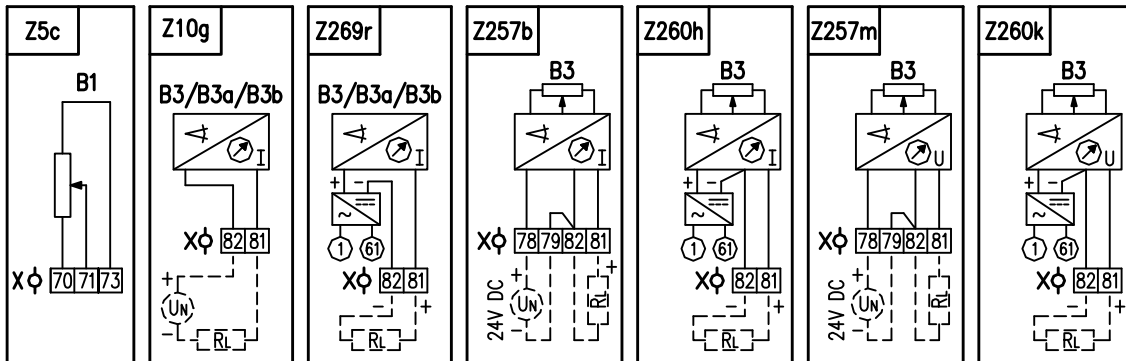 Z5c
B1
X 70 71 73
Z10g
B3/B3a/B3b
I
X 82 81
+
UN
-
RL
Z269r
B3/B3a/B3b
I
+ -
~
1 61
X 82 81
- +
RL
Z257b
B3
I
X 78 79 82 81
+ +
24V DC
UN
RL
-
Z260h
B3
I
+ -
~
1 61
X 82 81
- +
RL
Z257m
B3
U
X 78 79 82 81
+
24V DC
UN
RL
-
Z260k
B3
U
+ -
~
1 61
X 82 81
- +
RL